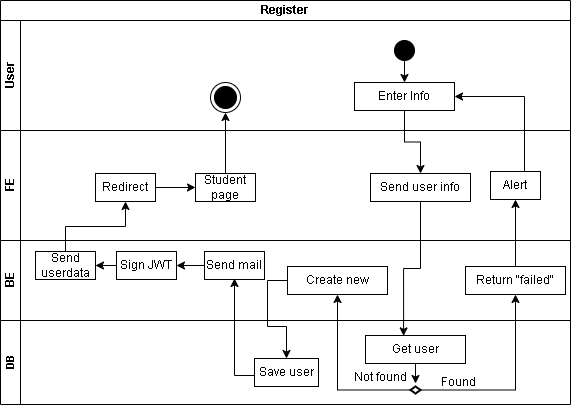 Register
User
Enter Info
FE
Redirect
Student
page
Send user info
Alert
BE
Send
userdata
Sign JWT
Send mail
Create new
Return "failed"
DB
Save user
Get user
Not found
Found